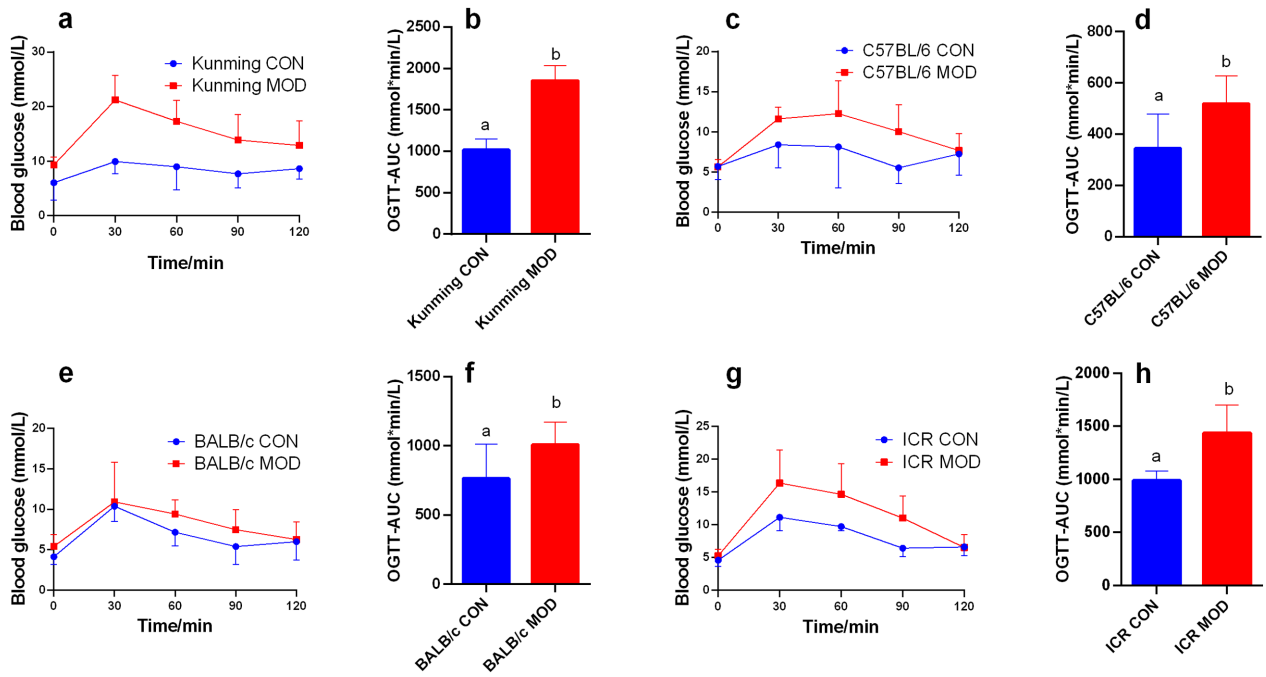 a
Blood glucose (mmol/L)
30
20
10
0
Kunming CON
Kunming MOD
0 30 60 90 120
Time/min
b
OGTT-AUC (mmol*min/L)
2500
2000
1500
1000
500
0
a
b
Kunming CON
Kunming MOD
c
Blood glucose (mmol/L)
20
15
10
5
0
C57BL/6 CON
C57BL/6 MOD
0 30 60 90 120
Time/min
d
OGTT-AUC (mmol*min/L)
800
600
400
200
0
a
b
C57BL/6 CON
C57BL/6 MOD
e
Blood glucose (mmol/L)
20
15
10
5
0
BALB/c CON
BALB/c MOD
0 30 60 90 120
Time/min
f
OGTT-AUC (mmol*min/L)
1500
1000
500
0
a
b
BALB/c CON
BALB/c MOD
g
Blood glucose (mmol/L)
25
20
15
10
5
0
ICR CON
ICR MOD
0 30 60 90 120
Time/min
h
OGTT-AUC (mmol*min/L)
2000
1500
1000
500
0
a
b
ICR CON
ICR MOD